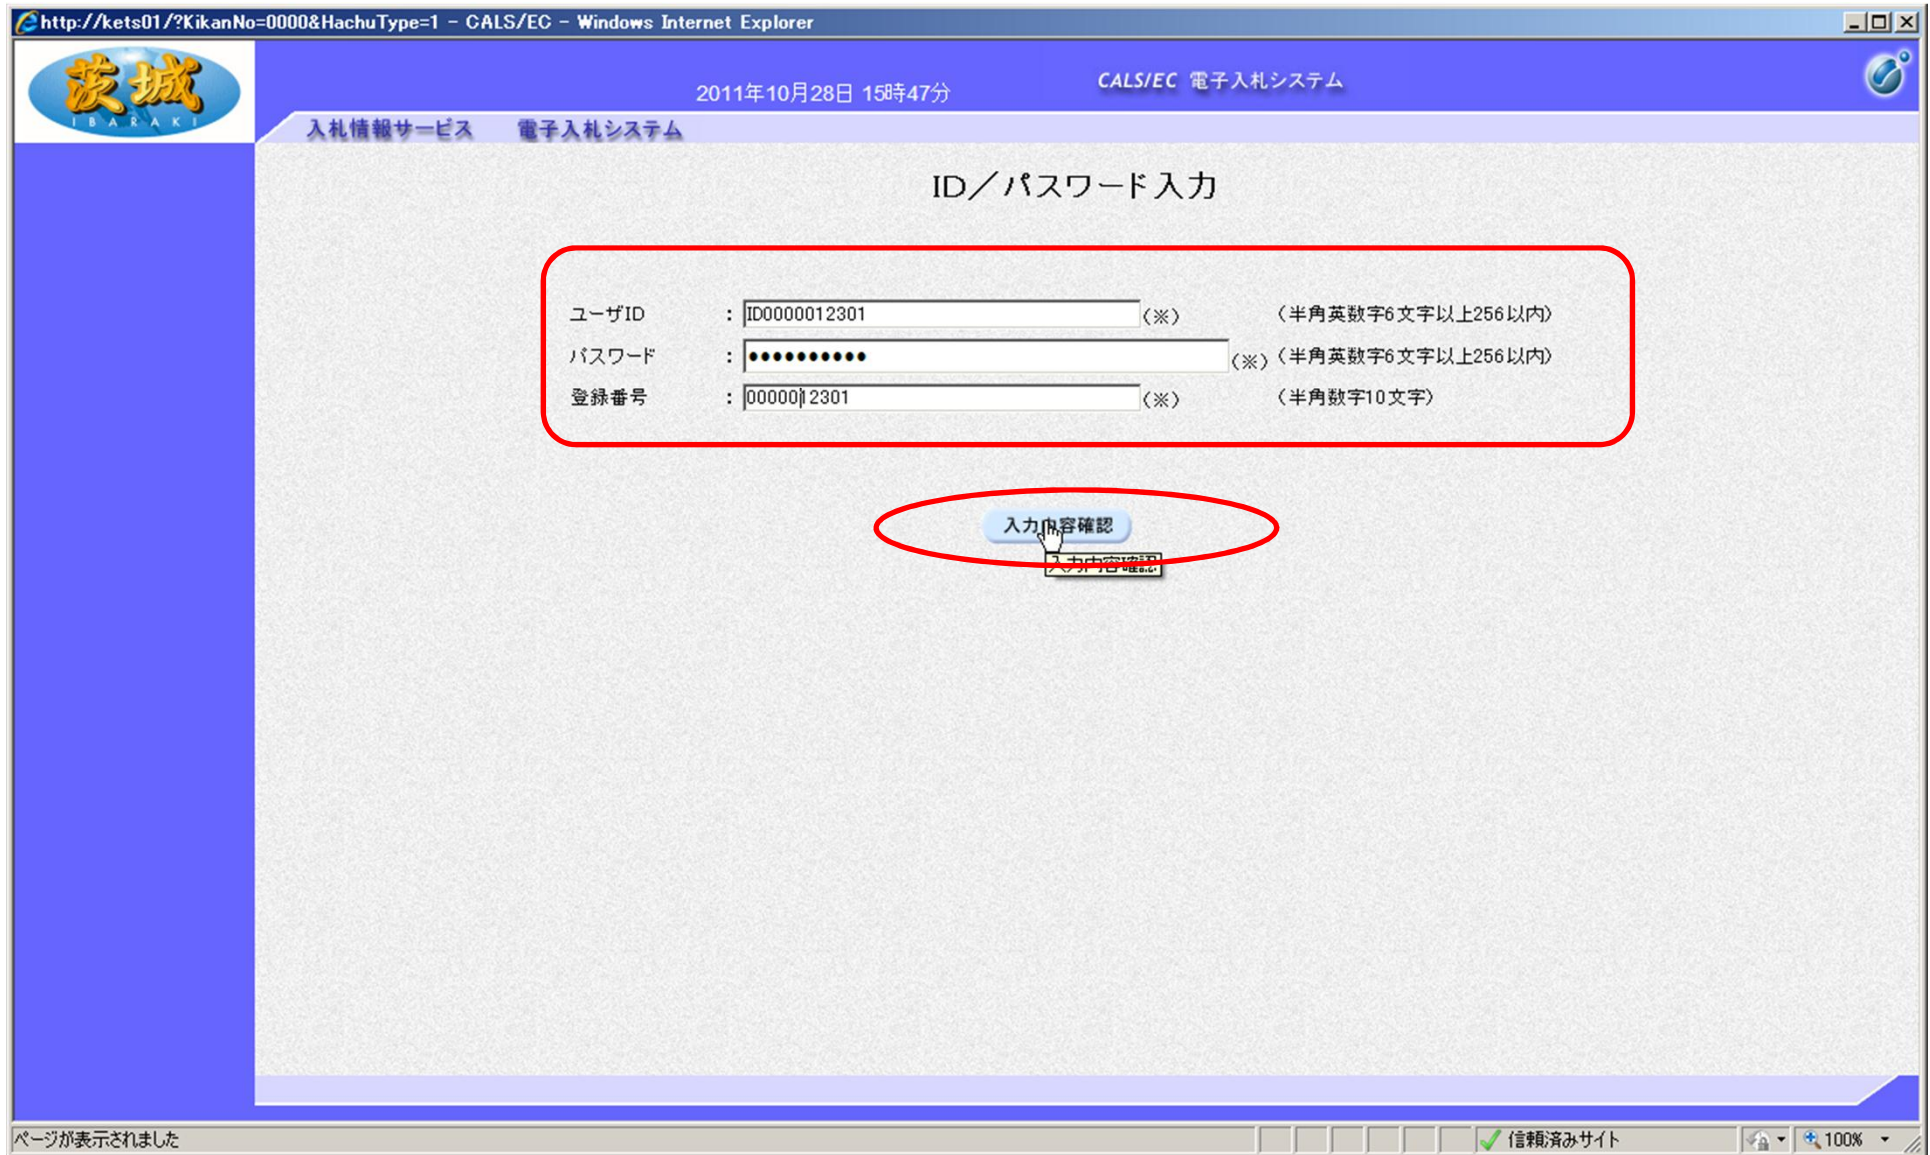 http://kets01/?KikanNo=0000&HachuType=1 - CALS/EC - Windows Internet Explorer
茨城
IBARAKI
2011年10月28日 15時47分
CALS/EC 電子入札システム
入札情報サービス 電子入札システム
ID／パスワード入力
ユーザID : ID0000012301 (※) （半角英数字6文字以上256以内）
パスワード : ●●●●●●●●●● (※) （半角英数字6文字以上256以内）
登録番号 : 0000012301 (※) （半角数字10文字）
入力内容確認
入力内容確認
ページが表示されました
信頼済みサイト
100%